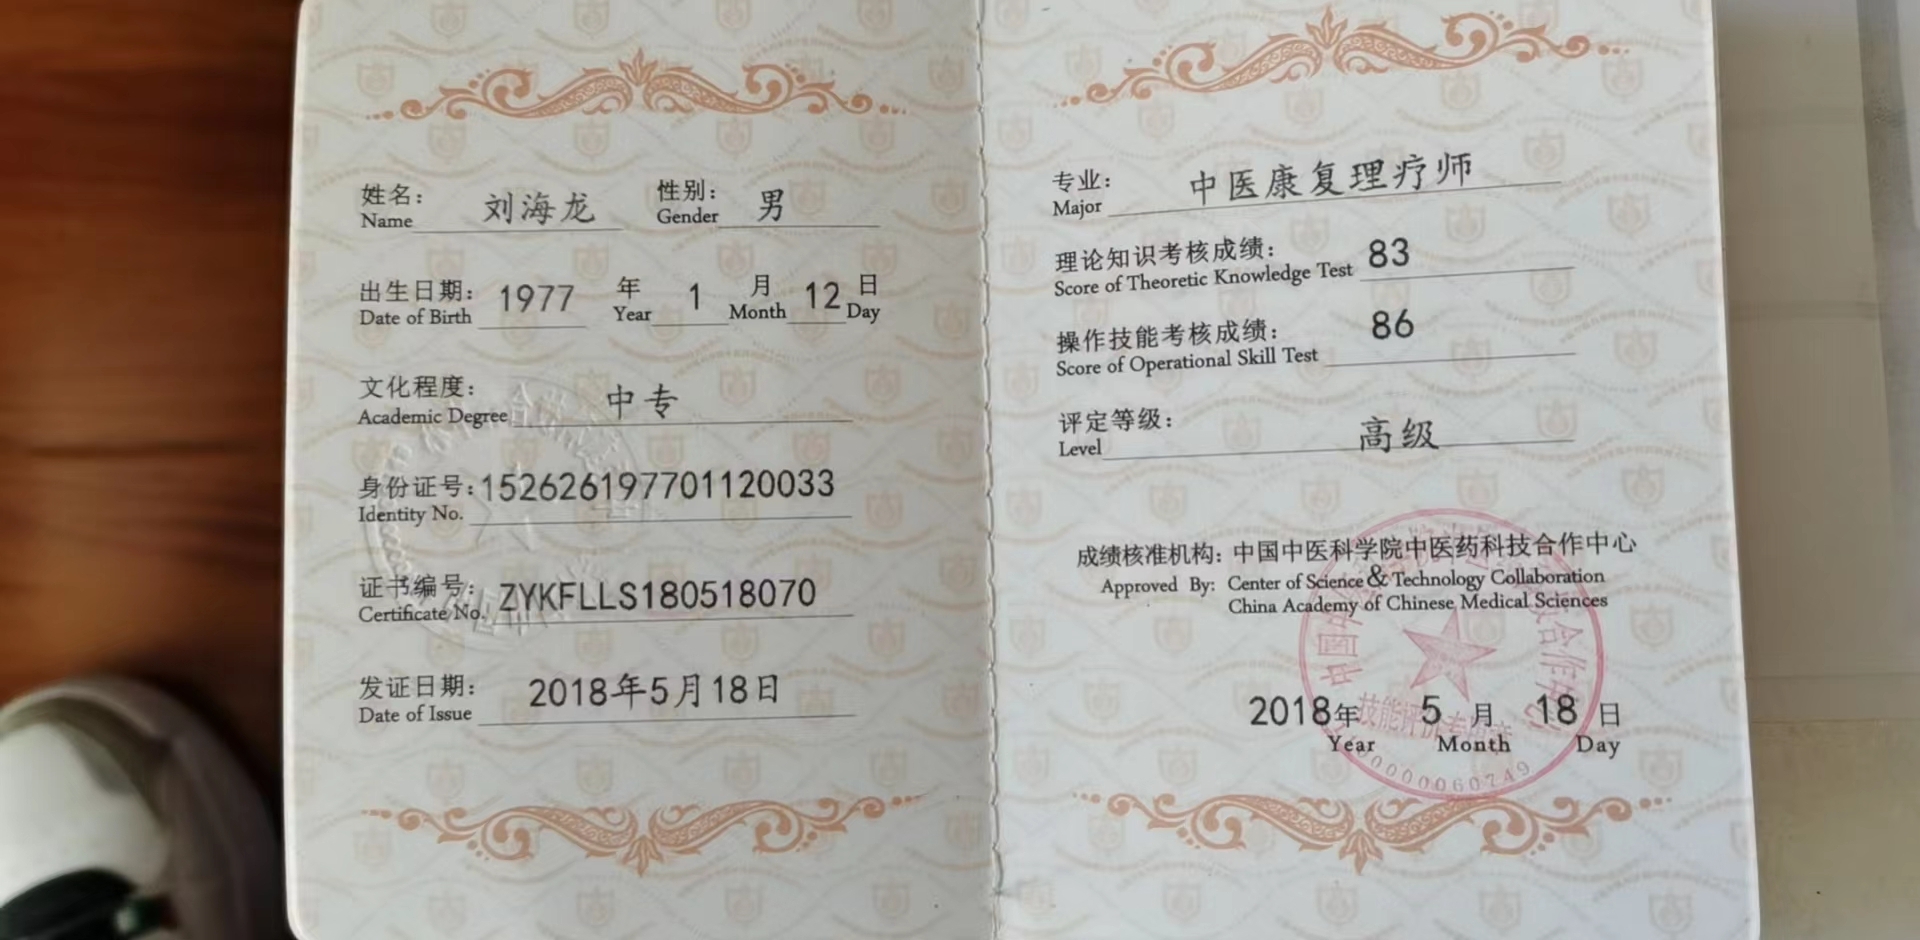 姓名： 刘海龙 性别： 男
Name Gender
出生日期： 1977 年 1 月 12 日
Date of Birth Year Month Day
文化程度： 中专
Academic Degree
身份证号：152626197701120033
Identity No.
证书编号： ZYKFLLS180518070
Certificate No.
发证日期： 2018年5月18日
Date of Issue
专业： 中医康复理疗师
Major
理论知识考核成绩： 83
Score of Theoretic Knowledge Test
操作技能考核成绩： 86
Score of Operational Skill Test
评定等级： 高级
Level
成绩核准机构：中国中医科学院中医药科技合作中心
Approved By: Center of Science & Technology Collaboration
China Academy of Chinese Medical Sciences
2018年 5 月 18 日
Year Month Day